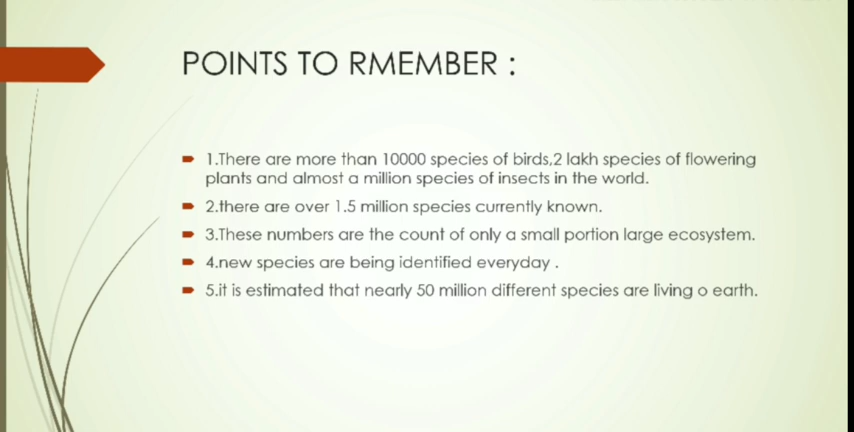 POINTS TO RMEMBER :
1.There are more than 10000 species of birds,2 lakh species of flowering
plants and almost a million species of insects in the world.
2.there are over 1.5 million species currently known.
3.These numbers are the count of only a small portion large ecosystem.
4.new species are being identified everyday .
5.it is estimated that nearly 50 million different species are living o earth.